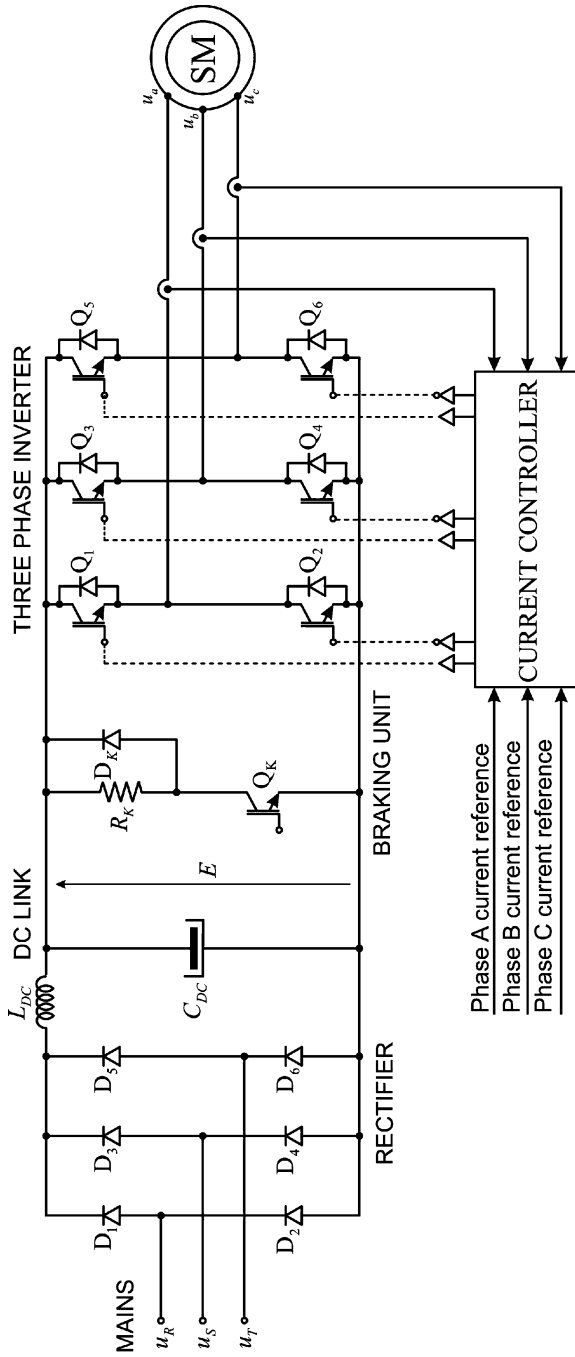 MAINS
u_R
u_S
u_T
D_1
D_3
D_5
D_2
D_4
D_6
RECTIFIER
L_DC
DC LINK
C_DC
E
R_K
D_K
Q_K
BRAKING UNIT
THREE PHASE INVERTER
Q_1
Q_3
Q_5
Q_2
Q_4
Q_6
u_a
u_b
u_c
SM
Phase A current reference
Phase B current reference
Phase C current reference
CURRENT CONTROLLER